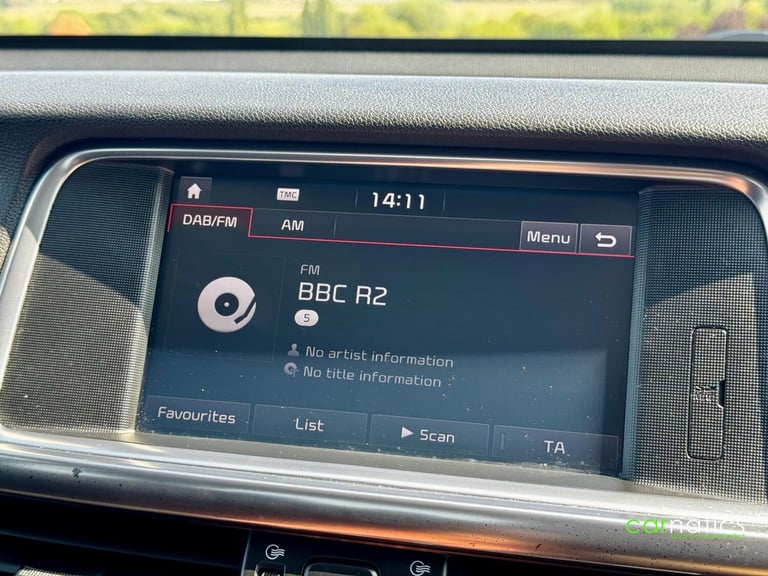 TMC
14:11
DAB/FM
AM
Menu
FM
BBC R2
5
No artist information
No title information
Favourites
List
Scan
TA
carnatics